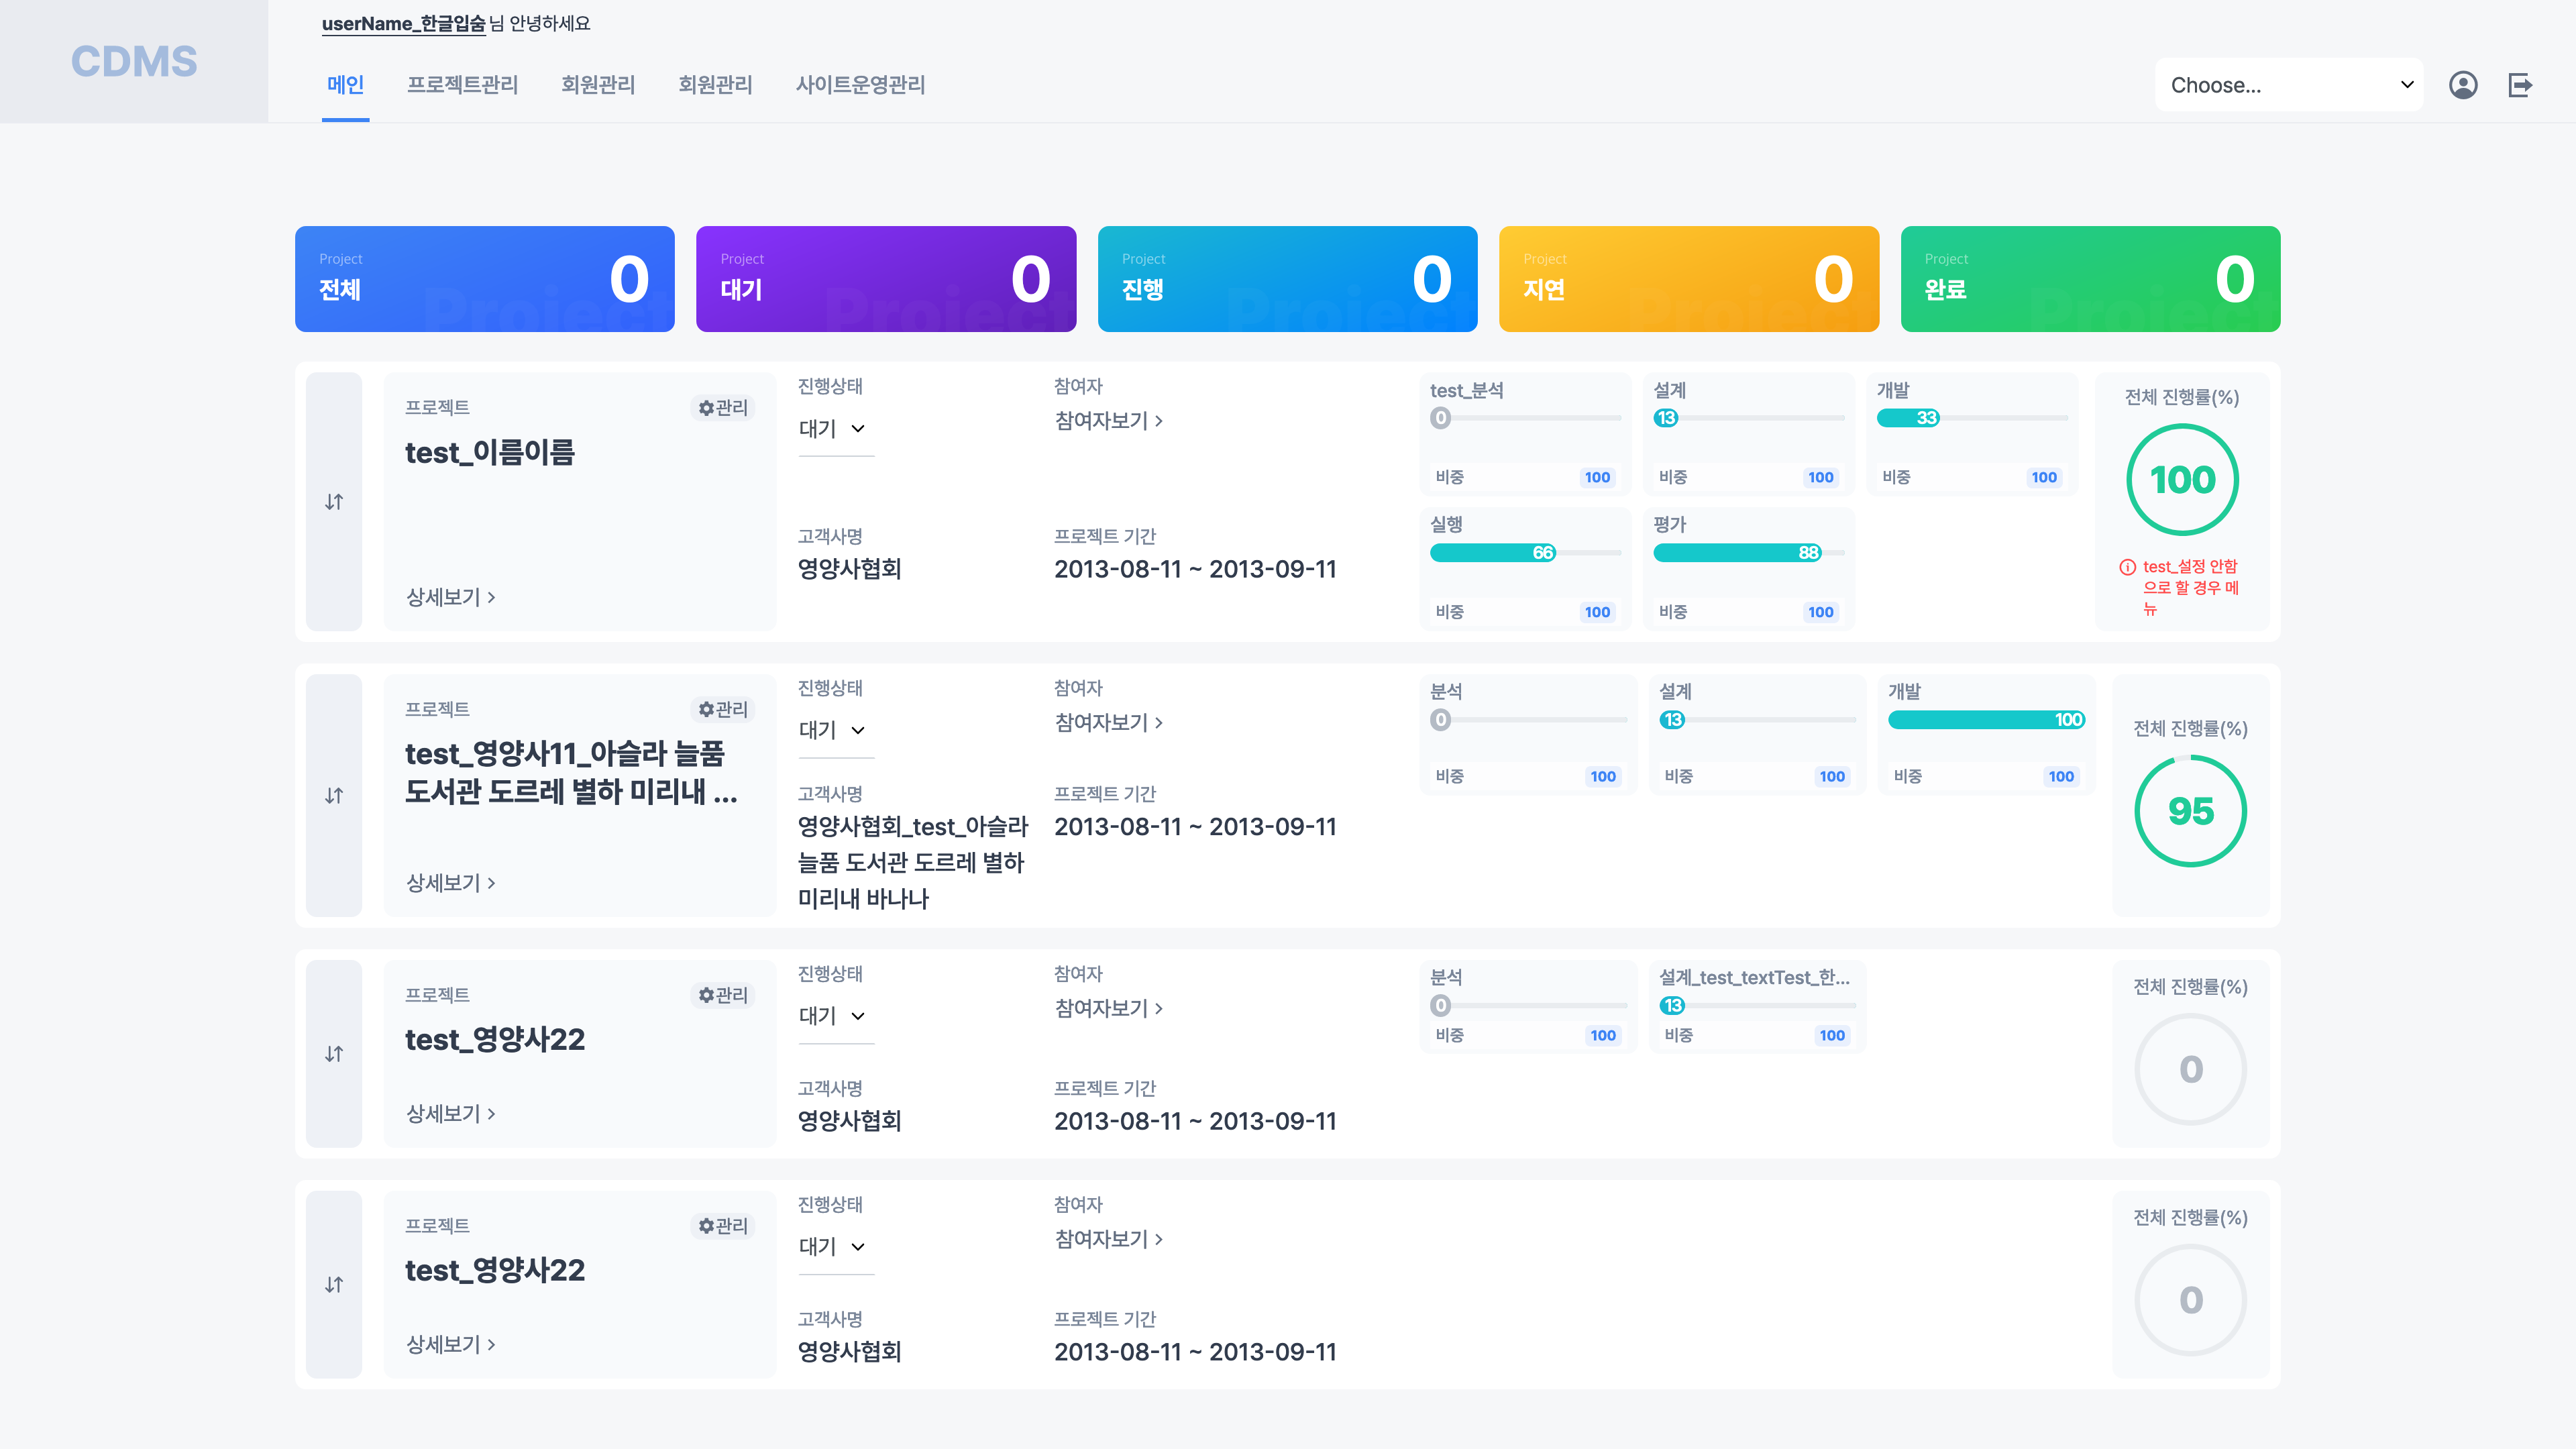 CDMS
userName_한글입숨 님 안녕하세요
메인
프로젝트관리
회원관리
회원관리
사이트운영관리
Choose...
Project
전체
0
Project
Project
대기
0
Project
Project
진행
0
Project
Project
지연
0
Project
Project
완료
0
Project
프로젝트
관리
test_이름이름
상세보기
진행상태
대기
참여자
참여자보기
고객사명
영양사협회
프로젝트 기간
2013-08-11 ~ 2013-09-11
test_분석
0
비중 100
설계
13
비중 100
개발
33
비중 100
실행
66
비중 100
평가
88
비중 100
전체 진행률(%)
100
test_설정 안함
으로 할 경우 메
뉴
프로젝트
관리
test_영양사11_아슬라 늘품
도서관 도르레 별하 미리내 ...
상세보기
진행상태
대기
참여자
참여자보기
고객사명
영양사협회_test_아슬라
늘품 도서관 도르레 별하
미리내 바나나
프로젝트 기간
2013-08-11 ~ 2013-09-11
분석
0
비중 100
설계
13
비중 100
개발
100
비중 100
전체 진행률(%)
95
프로젝트
관리
test_영양사22
상세보기
진행상태
대기
참여자
참여자보기
고객사명
영양사협회
프로젝트 기간
2013-08-11 ~ 2013-09-11
분석
0
비중 100
설계_test_textTest_한...
13
비중 100
전체 진행률(%)
0
프로젝트
관리
test_영양사22
상세보기
진행상태
대기
참여자
참여자보기
고객사명
영양사협회
프로젝트 기간
2013-08-11 ~ 2013-09-11
전체 진행률(%)
0